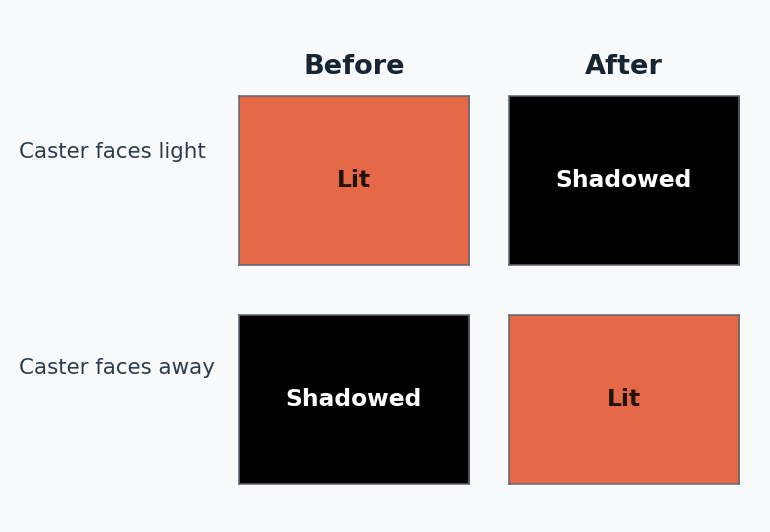 Before After
Caster faces light
Lit Shadowed
Caster faces away
Shadowed Lit